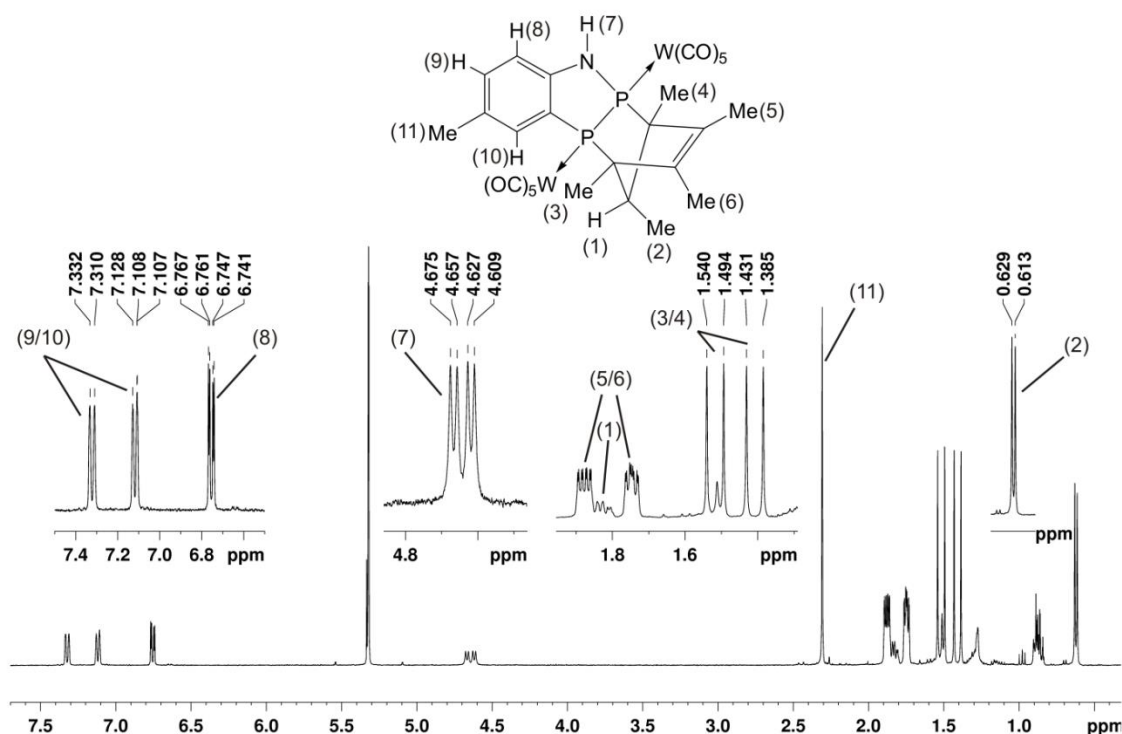 H (7)
H(8)
W(CO)5
(9)H
N
P
Me(4)
Me(5)
(11)Me
P
(10)H
(OC)5W
Me
Me
(3)
(6)
H
Me
(1)
(2)
7.332
7.310
7.128
7.108
7.107
6.767
6.761
6.747
6.741
4.675
4.657
4.627
4.609
1.540
1.494
1.431
1.385
0.629
0.613
(9/10)
(8)
(7)
(5/6)
(1)
(3/4)
(11)
(2)
7.4 7.2 7.0 6.8 ppm
4.8 ppm
1.8 1.6 ppm
ppm
7.5 7.0 6.5 6.0 5.5 5.0 4.5 4.0 3.5 3.0 2.5 2.0 1.5 1.0 ppm